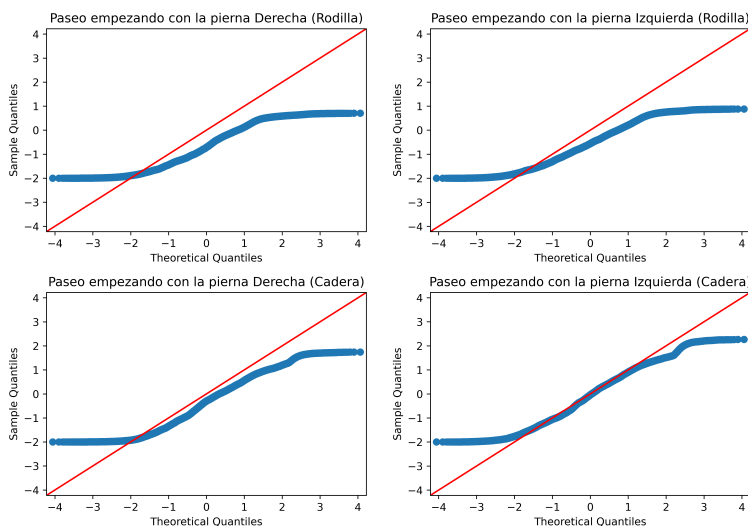 Paseo empezando con la pierna Derecha (Rodilla)
4
3
2
1
0
−1
−2
−3
−4
Sample Quantiles
−4 −3 −2 −1 0 1 2 3 4
Theoretical Quantiles
Paseo empezando con la pierna Izquierda (Rodilla)
4
3
2
1
0
−1
−2
−3
−4
Sample Quantiles
−4 −3 −2 −1 0 1 2 3 4
Theoretical Quantiles
Paseo empezando con la pierna Derecha (Cadera)
4
3
2
1
0
−1
−2
−3
−4
Sample Quantiles
−4 −3 −2 −1 0 1 2 3 4
Theoretical Quantiles
Paseo empezando con la pierna Izquierda (Cadera)
4
3
2
1
0
−1
−2
−3
−4
Sample Quantiles
−4 −3 −2 −1 0 1 2 3 4
Theoretical Quantiles